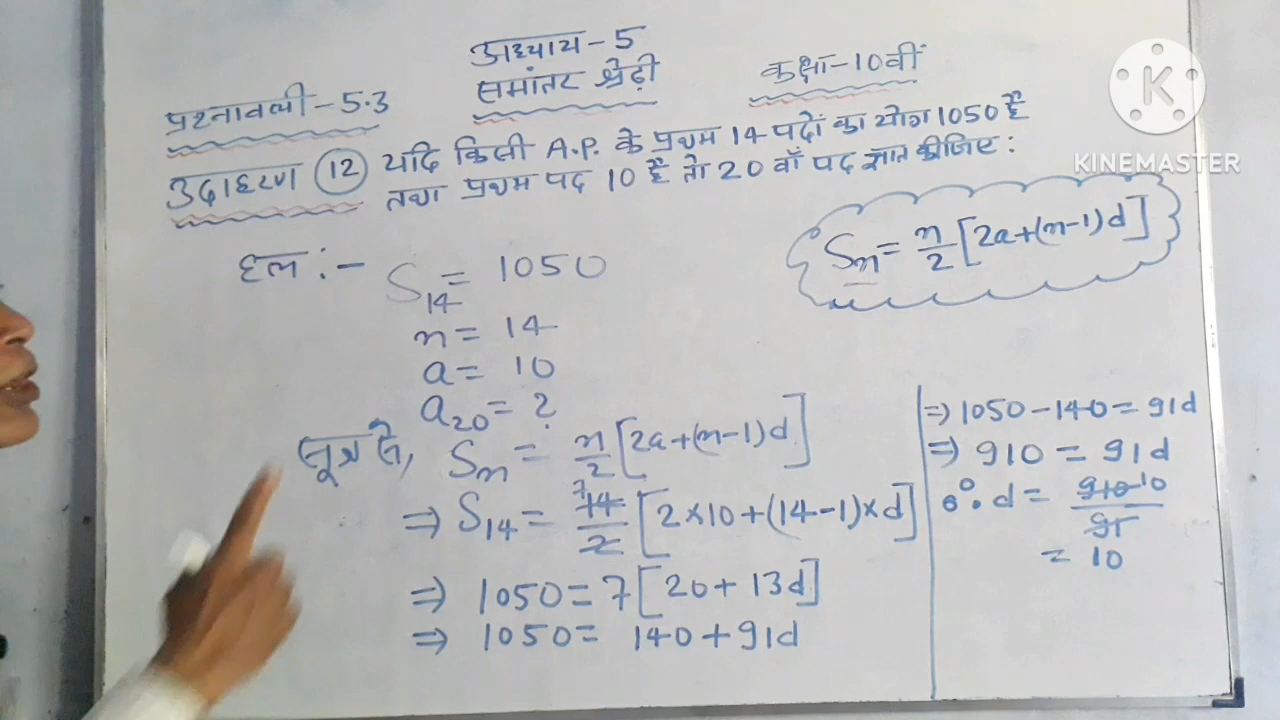 अध्याय-5
समांतर श्रेढ़ी
कक्षा-10वीं
प्रश्नावली-5.3
उदाहरण 12 यदि किसी A.P. के प्रथम 14 पदों का योग 1050 है
तथा प्रथम पद 10 है तो 20 वाँ पद ज्ञात कीजिए:
K
KINEMASTER
Sn = n/2 [2a+(n-1)d]
हल :- S14 = 1050
n = 14
a = 10
a20 = ?
सूत्र से, Sn = n/2 [2a+(n-1)d]
⇒ S14 = 14/2 7 [2×10+(14-1)×d]
⇒ 1050 = 7 [20+13d]
⇒ 1050 = 140+91d
⇒ 1050-140 = 91d
⇒ 910 = 91d
∴ d = 910/91 10
= 10